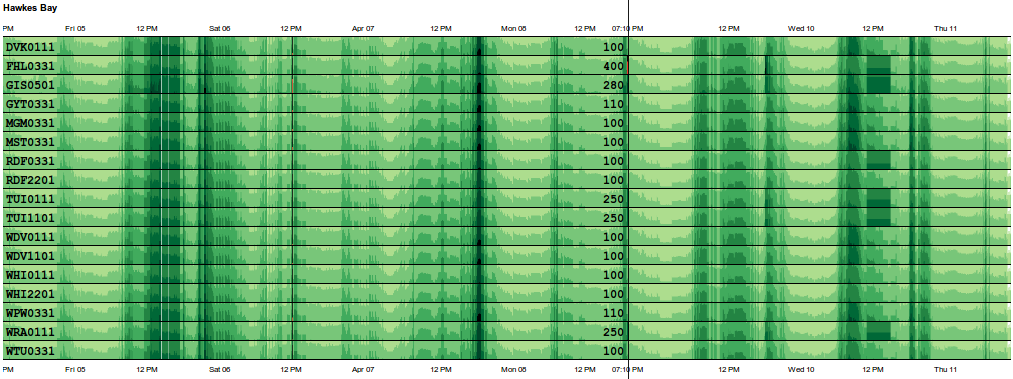 Hawkes Bay
PM Fri 05 12 PM Sat 06 12 PM Apr 07 12 PM Mon 08 12 PM 07:10 PM 12 PM Wed 10 12 PM Thu 11
DVK0111 100
FHL0331 400
GIS0501 280
GYT0331 110
MGM0331 100
MST0331 100
RDF0331 100
RDF2201 100
TUI0111 250
TUI1101 250
WDV0111 100
WDV1101 100
WHI0111 100
WHI2201 100
WPW0331 110
WRA0111 250
WTU0331 100
PM Fri 05 12 PM Sat 06 12 PM Apr 07 12 PM Mon 08 12 PM 07:10 PM 12 PM Wed 10 12 PM Thu 11